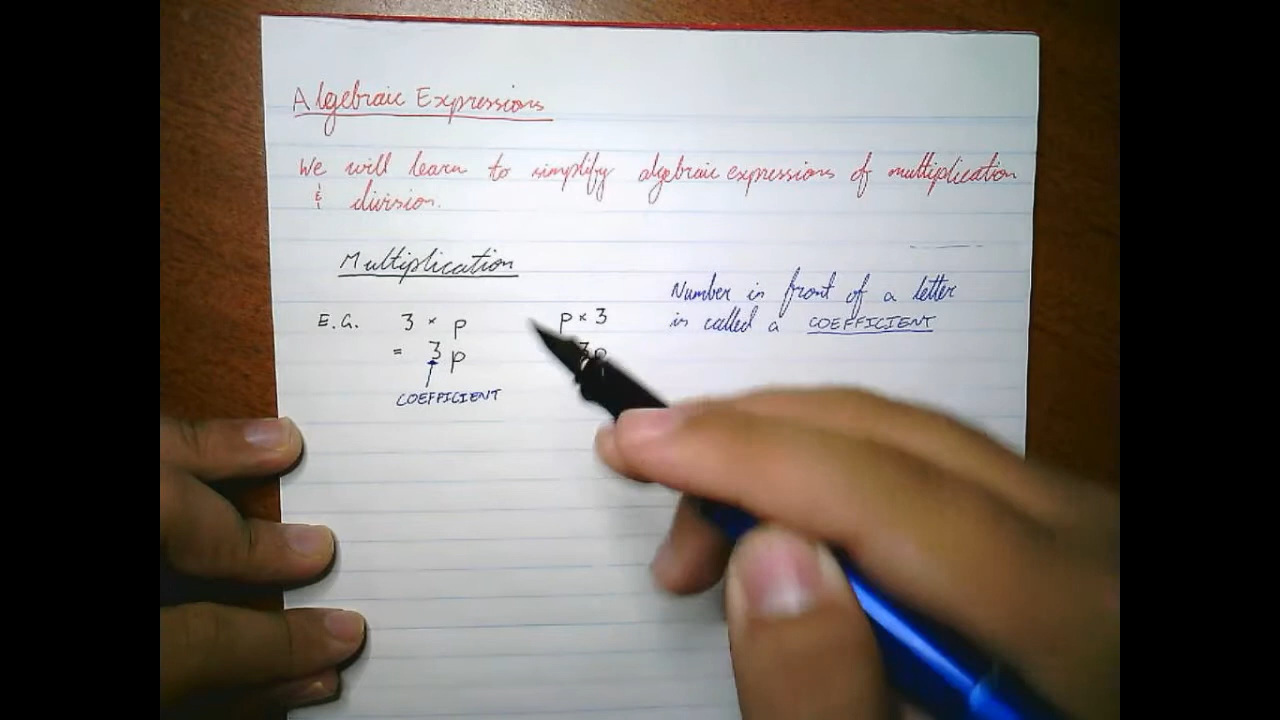 Algebraic Expressions
We will learn to simplify algebraic expressions of multiplication
& division.
Multiplication
Number in front of a letter
is called a COEFFICIENT
E.G. 3 × p p × 3
= 3p 3p
COEFFICIENT